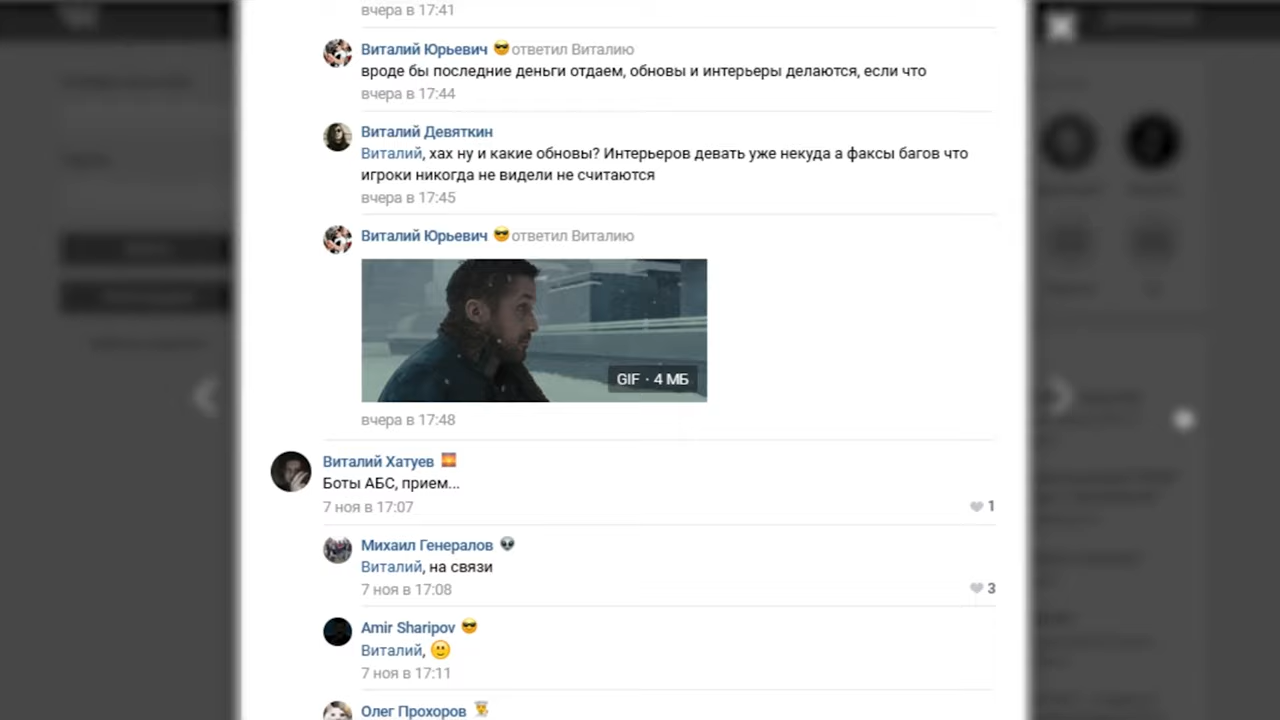 вчера в 17:41
Виталий Юрьевич 😎 ответил Виталию
вроде бы последние деньги отдаем, обновы и интерьеры делаются, если что
вчера в 17:44
Виталий Девяткин
Виталий, хах ну и какие обновы? Интерьеров девать уже некуда а факсы багов что
игроки никогда не видели не считаются
вчера в 17:45
Виталий Юрьевич 😎 ответил Виталию
GIF · 4 МБ
вчера в 17:48
Виталий Хатуев 🌇
Боты АБС, прием...
7 ноя в 17:07
1
Михаил Генералов 👽
Виталий, на связи
7 ноя в 17:08
3
Amir Sharipov 😎
Виталий, 🙂
7 ноя в 17:11
Олег Прохоров 👨‍🍳